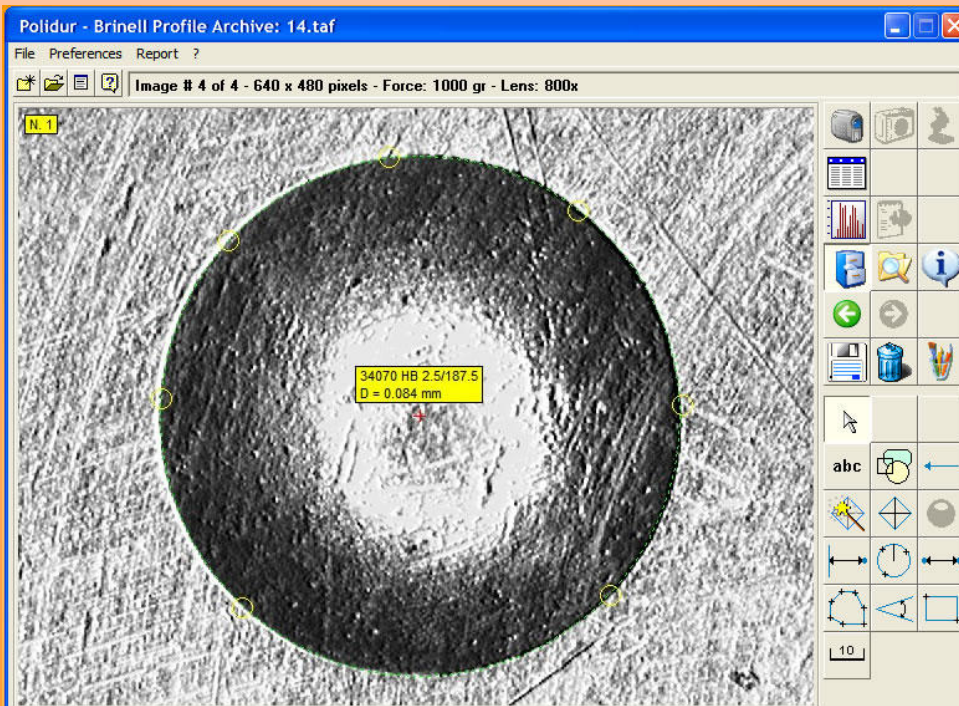 Polidur - Brinell Profile Archive: 14.taf
File Preferences Report ?
Image # 4 of 4 - 640 x 480 pixels - Force: 1000 gr - Lens: 800x
N. 1
34070 HB 2.5/187.5
D = 0.084 mm
abc
10